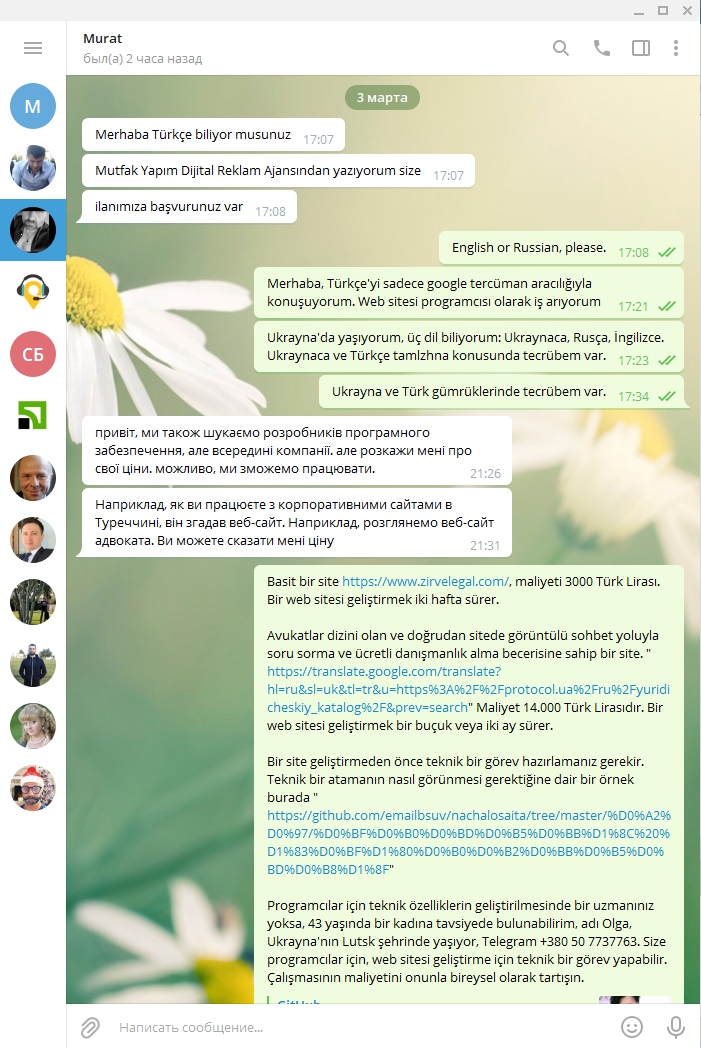 Murat
был(а) 2 часа назад
M
СБ
3 марта
Merhaba Türkçe biliyor musunuz 17:07
Mutfak Yapım Dijital Reklam Ajansından yazıyorum size 17:07
ilanımıza başvurunuz var 17:08
English or Russian, please. 17:08
Merhaba, Türkçe'yi sadece google tercüman aracılığıyla
konuşuyorum. Web sitesi programcısı olarak iş arıyorum 17:21
Ukrayna'da yaşıyorum, üç dil biliyorum: Ukraynaca, Rusça, İngilizce.
Ukraynaca ve Türkçe tamlzhna konusunda tecrübem var. 17:23
Ukrayna ve Türk gümrüklerinde tecrübem var. 17:34
привіт, ми також шукаємо розробників програмного
забезпечення, але всередині компанії. але розкажи мені про
свої ціни. можливо, ми зможемо працювати. 21:26
Наприклад, як ви працюєте з корпоративними сайтами в
Туреччині, він згадав веб-сайт. Наприклад, розглянемо веб-сайт
адвоката. Ви можете сказати мені ціну 21:31
Basit bir site https://www.zirvelegal.com/, maliyeti 3000 Türk Lirası.
Bir web sitesi geliştirmek iki hafta sürer.
Avukatlar dizini olan ve doğrudan sitede görüntülü sohbet yoluyla
soru sorma ve ücretli danışmanlık alma becerisine sahip bir site. "
https://translate.google.com/translate?
hl=ru&sl=uk&tl=tr&u=https%3A%2F%2Fprotocol.ua%2Fru%2Fyuridi
cheskiy_katalog%2F&prev=search" Maliyet 14.000 Türk Lirasıdır. Bir
web sitesi geliştirmek bir buçuk veya iki ay sürer.
Bir site geliştirmeden önce teknik bir görev hazırlamanız gerekir.
Teknik bir atamanın nasıl görünmesi gerektiğine dair bir örnek
burada "
https://github.com/emailbsuv/nachalosaita/tree/master/%D0%A2%
D0%97/%D0%BF%D0%B0%D0%BD%D0%B5%D0%BB%D1%8C%20%
D1%83%D0%BF%D1%80%D0%B0%D0%B2%D0%BB%D0%B5%D0%
BD%D0%B8%D1%8F"
Programcılar için teknik özelliklerin geliştirilmesinde bir uzmanınız
yoksa, 43 yaşında bir kadına tavsiyede bulunabilirim, adı Olga,
Ukrayna'nın Lutsk şehrinde yaşıyor, Telegram +380 50 7737763. Size
programcılar için, web sitesi geliştirme için teknik bir görev yapabilir.
Çalışmasının maliyetini onunla bireysel olarak tartışın.
GitHub
Написать сообщение...